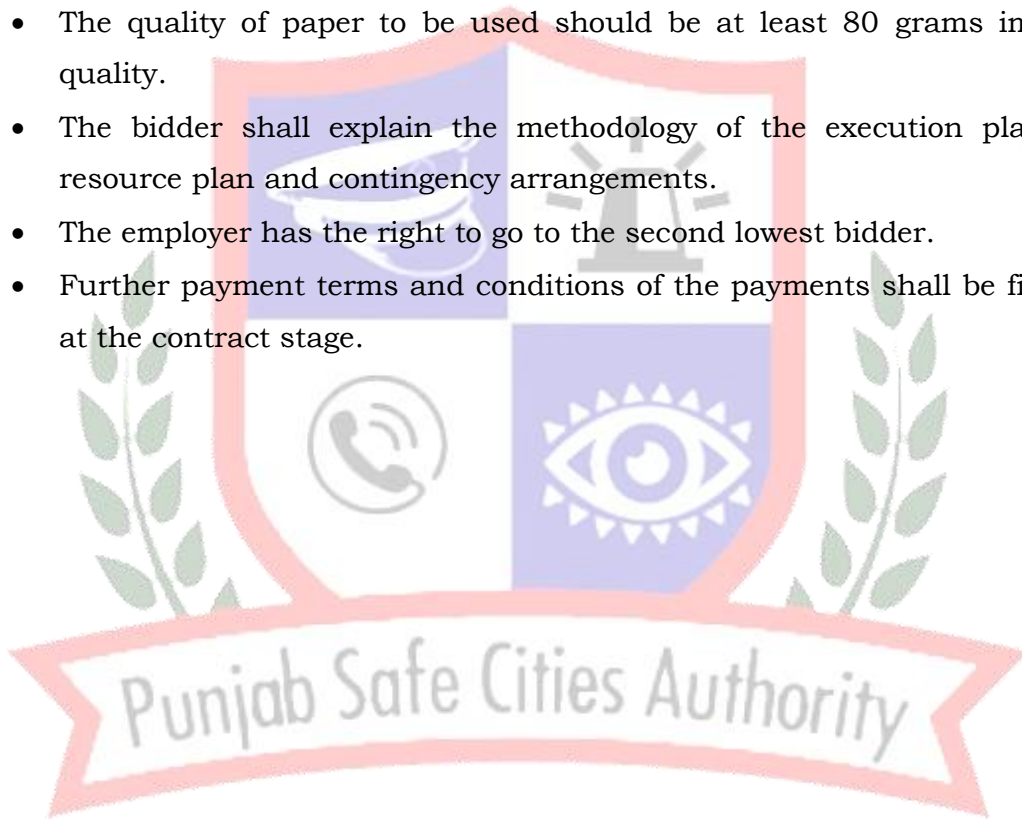 • The quality of paper to be used should be at least 80 grams in
quality.
• The bidder shall explain the methodology of the execution pla
resource plan and contingency arrangements.
• The employer has the right to go to the second lowest bidder.
• Further payment terms and conditions of the payments shall be fi
at the contract stage.
Punjab Safe Cities Authority